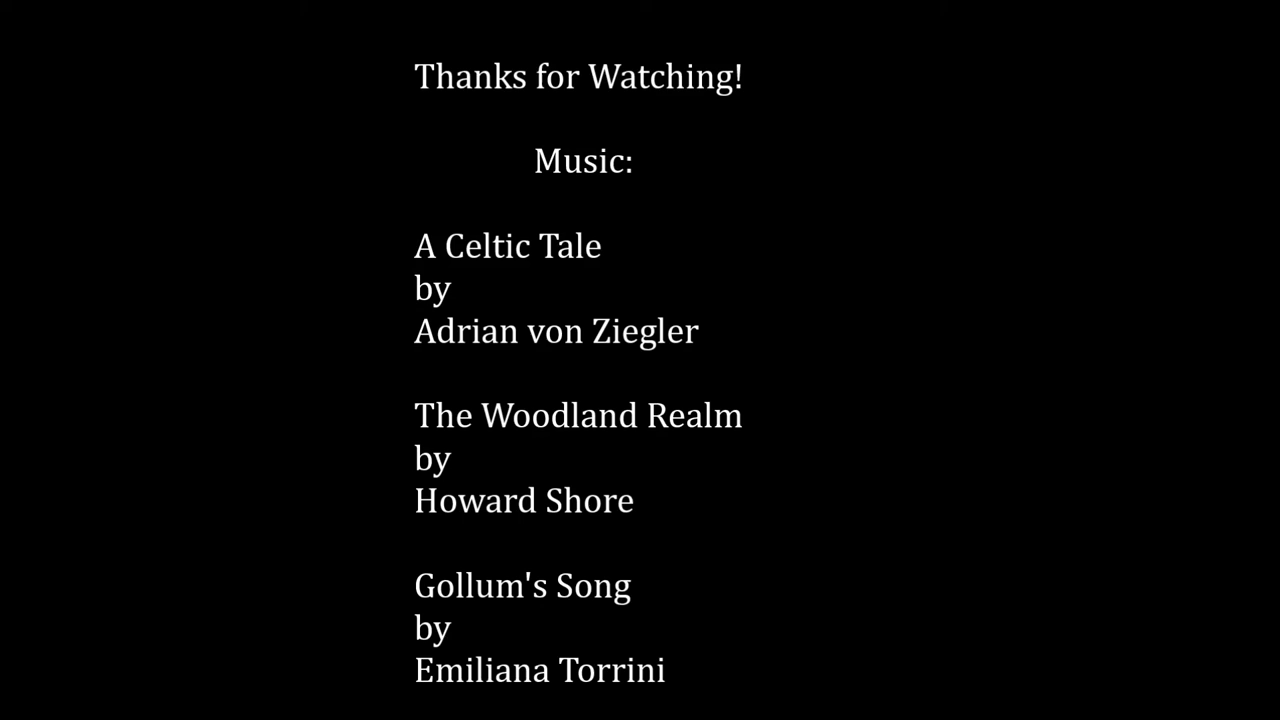 Thanks for Watching!
Music:
A Celtic Tale
by
Adrian von Ziegler
The Woodland Realm
by
Howard Shore
Gollum's Song
by
Emiliana Torrini